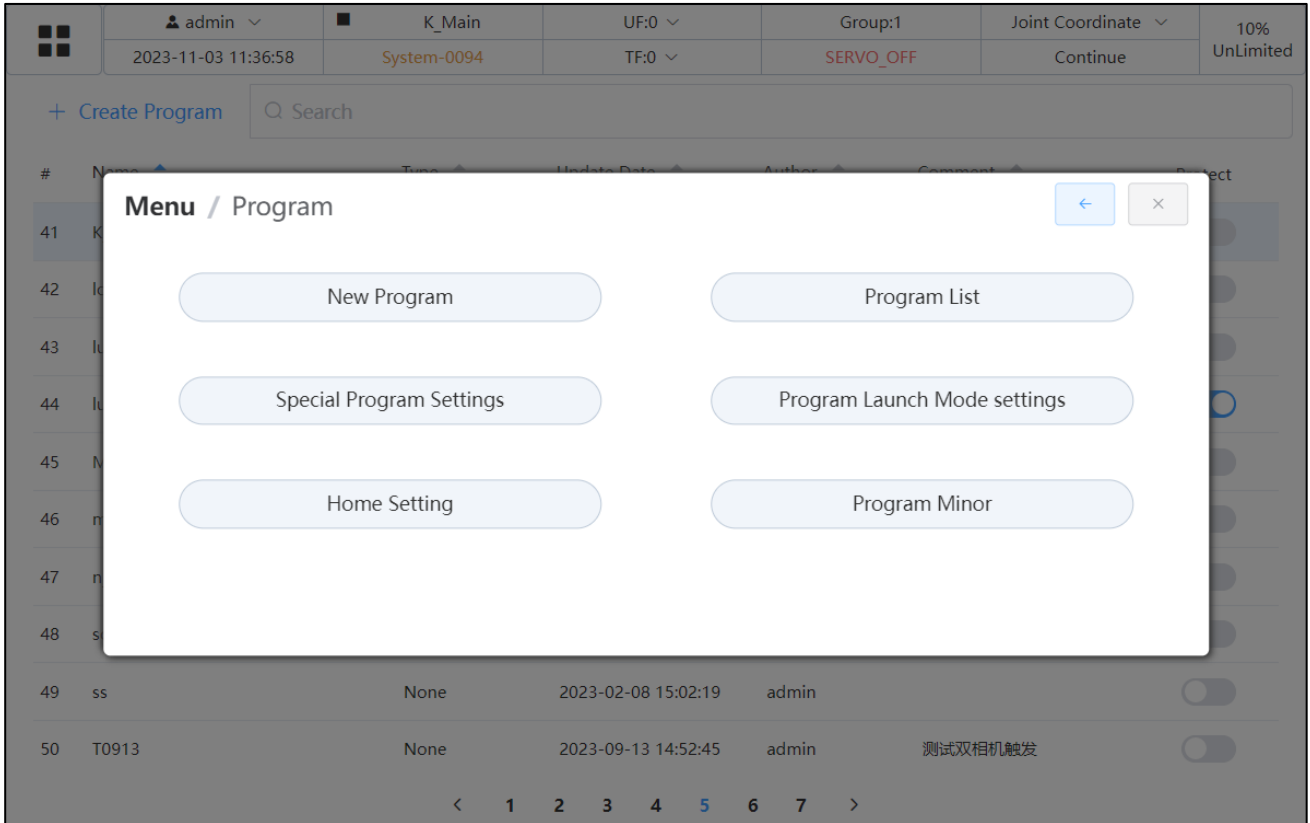 admin K_Main UF:0 Group:1 Joint Coordinate 10%
2023-11-03 11:36:58 System-0094 TF:0 SERVO_OFF Continue UnLimited
+ Create Program Search
# Name Type Update Date Author Comment Protect
Menu / Program
41
42
43
44
45
46
47
48
New Program Program List
Special Program Settings Program Launch Mode settings
Home Setting Program Minor
49 ss None 2023-02-08 15:02:19 admin
50 T0913 None 2023-09-13 14:52:45 admin 测试双相机触发
< 1 2 3 4 5 6 7 >